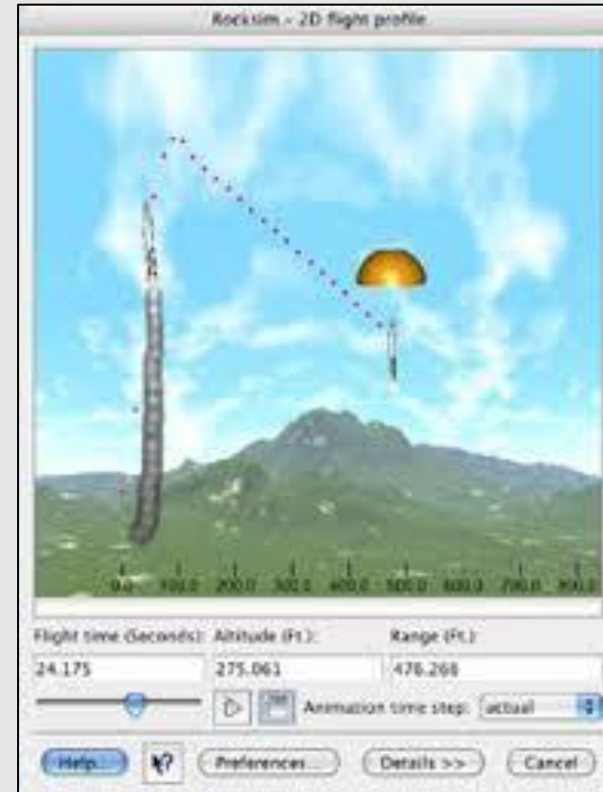 Rocksim - 2D flight profile
0.0 100.0 200.0 300.0 400.0 500.0 600.0 700.0 800.0
Flight time (Seconds): Altitude (Ft.): Range (Ft.):
24.175 275.061 476.266
Animation time step: actual
Help... ? Preferences... Details >> Cancel